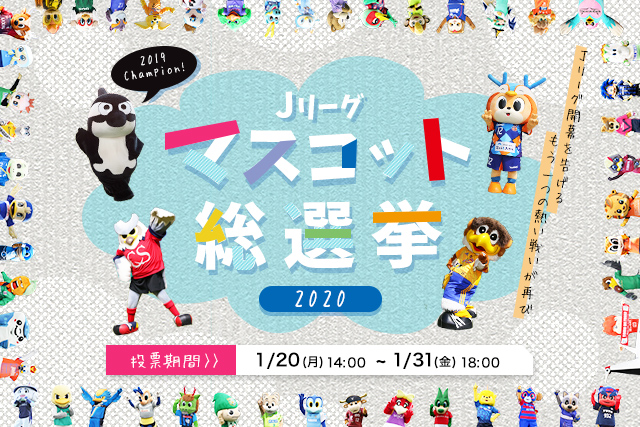 2019
Champion!
Jリーグ
マスコット
総選挙
2020
Jリーグ開幕を告げる
もう一つの熱い戦いが再び
投票期間>> 1/20(月)14:00 ~ 1/31(金)18:00